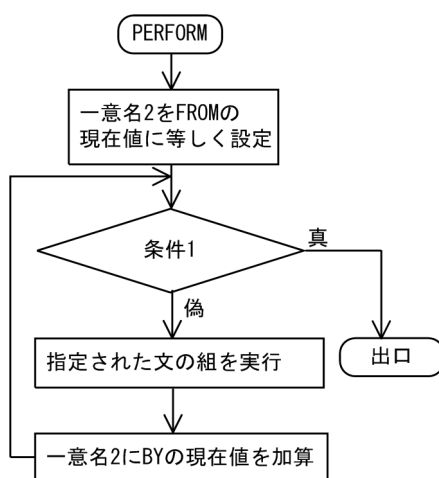 PERFORM
一意名2をFROMの
現在値に等しく設定
条件1
真
偽
指定された文の組を実行
出口
一意名2にBYの現在値を加算